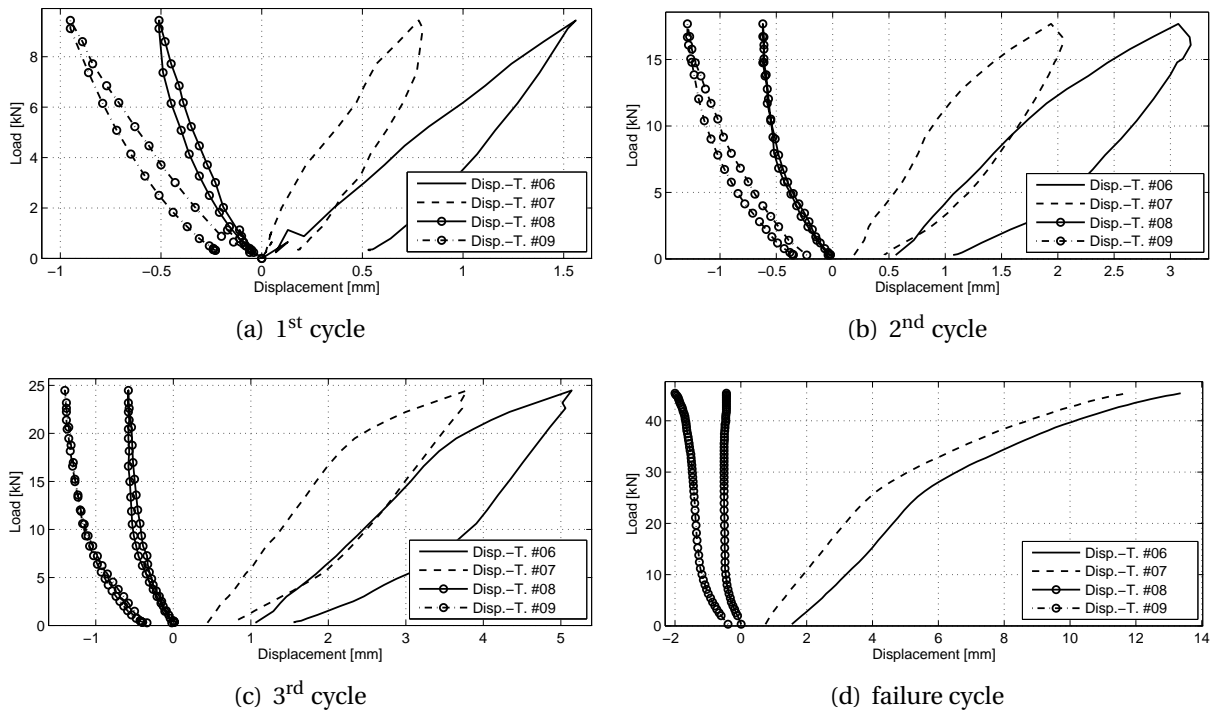 Load [kN]
8
6
4
2
0
Disp.−T. #06
Disp.−T. #07
Disp.−T. #08
Disp.−T. #09
−1 −0.5 0 0.5 1 1.5
Displacement [mm]
(a) 1st cycle
Load [kN]
15
10
5
0
Disp.−T. #06
Disp.−T. #07
Disp.−T. #08
Disp.−T. #09
−1 −0.5 0 0.5 1 1.5 2 2.5 3
Displacement [mm]
(b) 2nd cycle
Load [kN]
25
20
15
10
5
0
Disp.−T. #06
Disp.−T. #07
Disp.−T. #08
Disp.−T. #09
−1 0 1 2 3 4 5
Displacement [mm]
(c) 3rd cycle
Load [kN]
40
30
20
10
0
Disp.−T. #06
Disp.−T. #07
Disp.−T. #08
Disp.−T. #09
−2 0 2 4 6 8 10 12 14
Displacement [mm]
(d) failure cycle